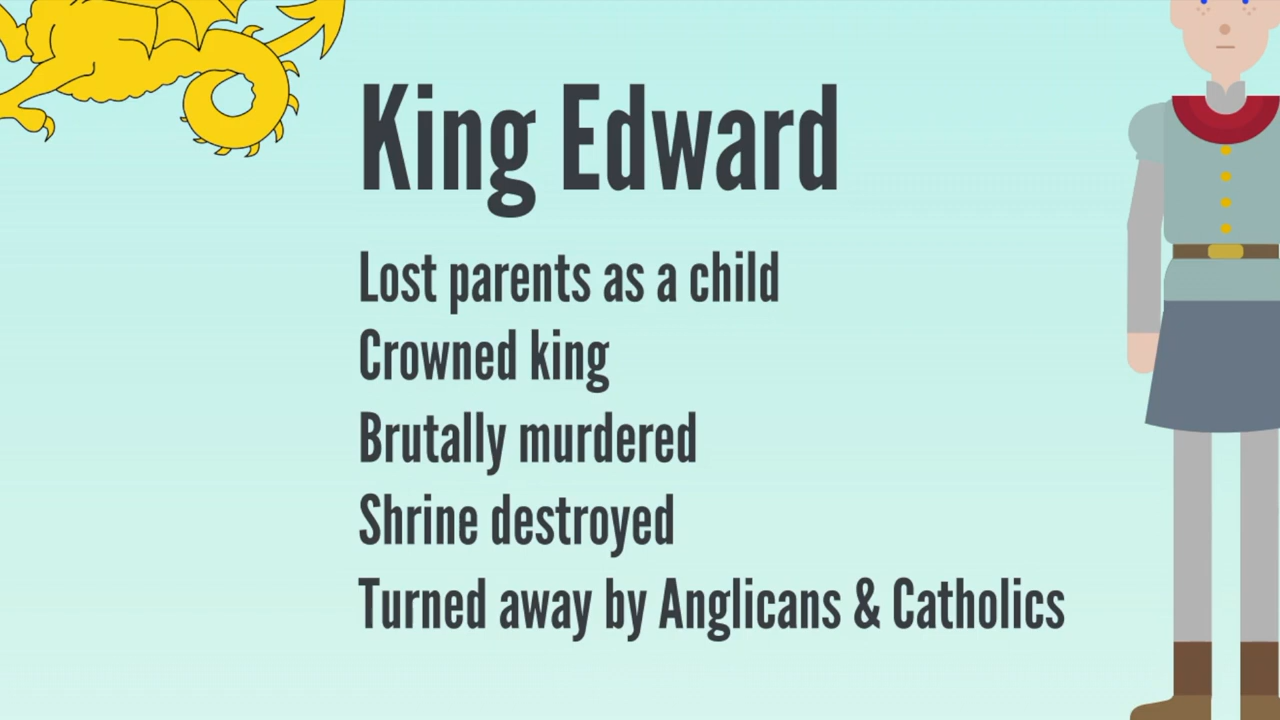 King Edward
Lost parents as a child
Crowned king
Brutally murdered
Shrine destroyed
Turned away by Anglicans & Catholics